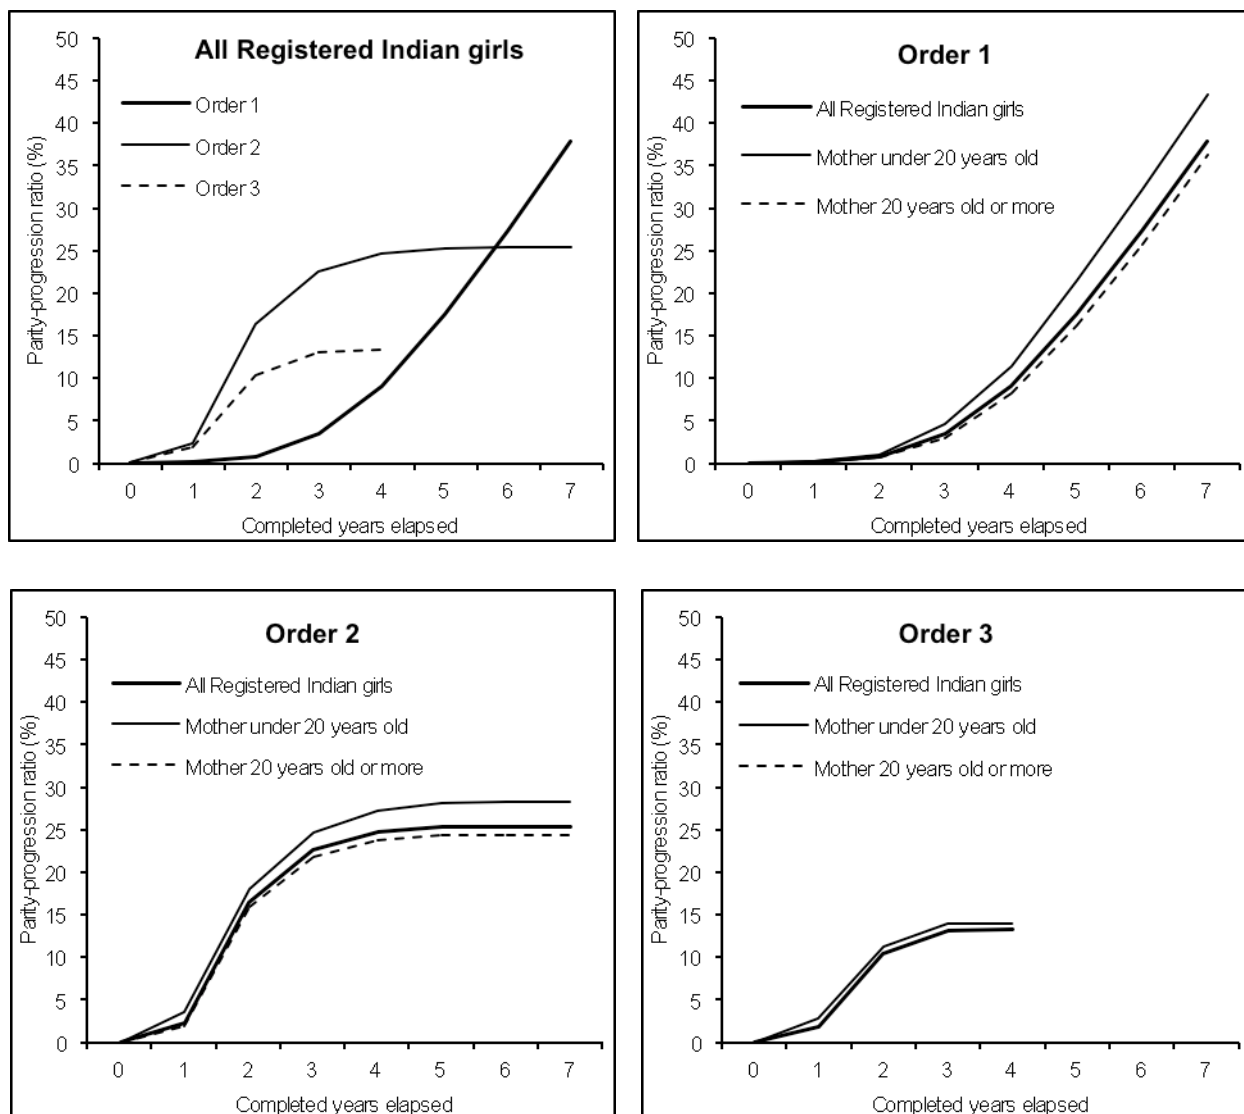 All Registered Indian girls
50
45
40
35
30
25
20
15
10
5
0
Parity-progression ratio (%)
Order 1
Order 2
Order 3
0 1 2 3 4 5 6 7
Completed years elapsed
Order 1
50
45
40
35
30
25
20
15
10
5
0
Parity-progression ratio (%)
All Registered Indian girls
Mother under 20 years old
Mother 20 years old or more
0 1 2 3 4 5 6 7
Completed years elapsed
Order 2
50
45
40
35
30
25
20
15
10
5
0
Parity-progression ratio (%)
All Registered Indian girls
Mother under 20 years old
Mother 20 years old or more
0 1 2 3 4 5 6 7
Completed years elapsed
Order 3
50
45
40
35
30
25
20
15
10
5
0
Parity-progression ratio (%)
All Registered Indian girls
Mother under 20 years old
Mother 20 years old or more
0 1 2 3 4 5 6 7
Completed years elapsed